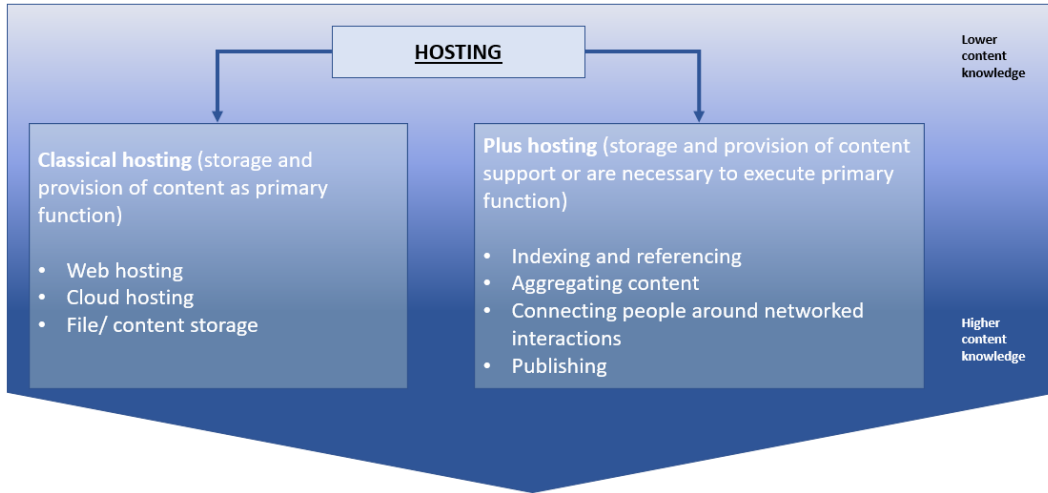 HOSTING
Lower
content
knowledge
Classical hosting (storage and
provision of content as primary
function)
• Web hosting
• Cloud hosting
• File/ content storage
Plus hosting (storage and provision of content
support or are necessary to execute primary
function)
• Indexing and referencing
• Aggregating content
• Connecting people around networked
interactions
• Publishing
Higher
content
knowledge